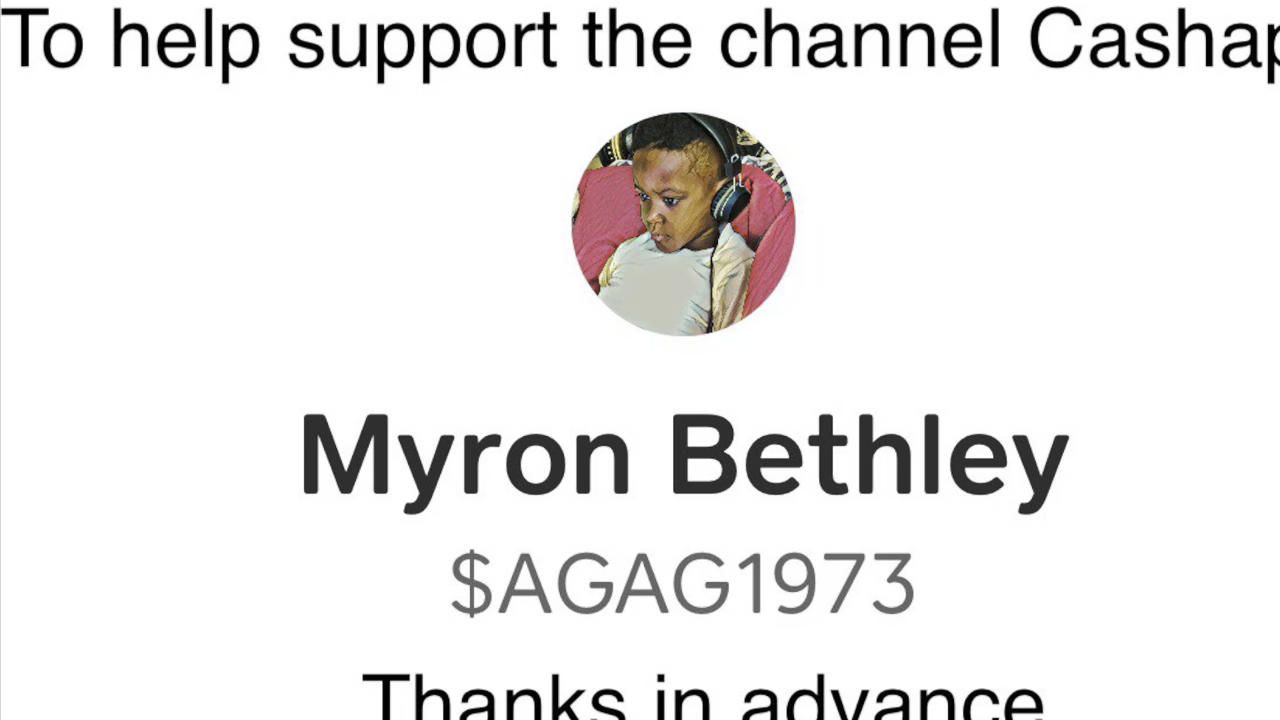 To help support the channel Cashap
Myron Bethley
$AGAG1973
Thanks in advance